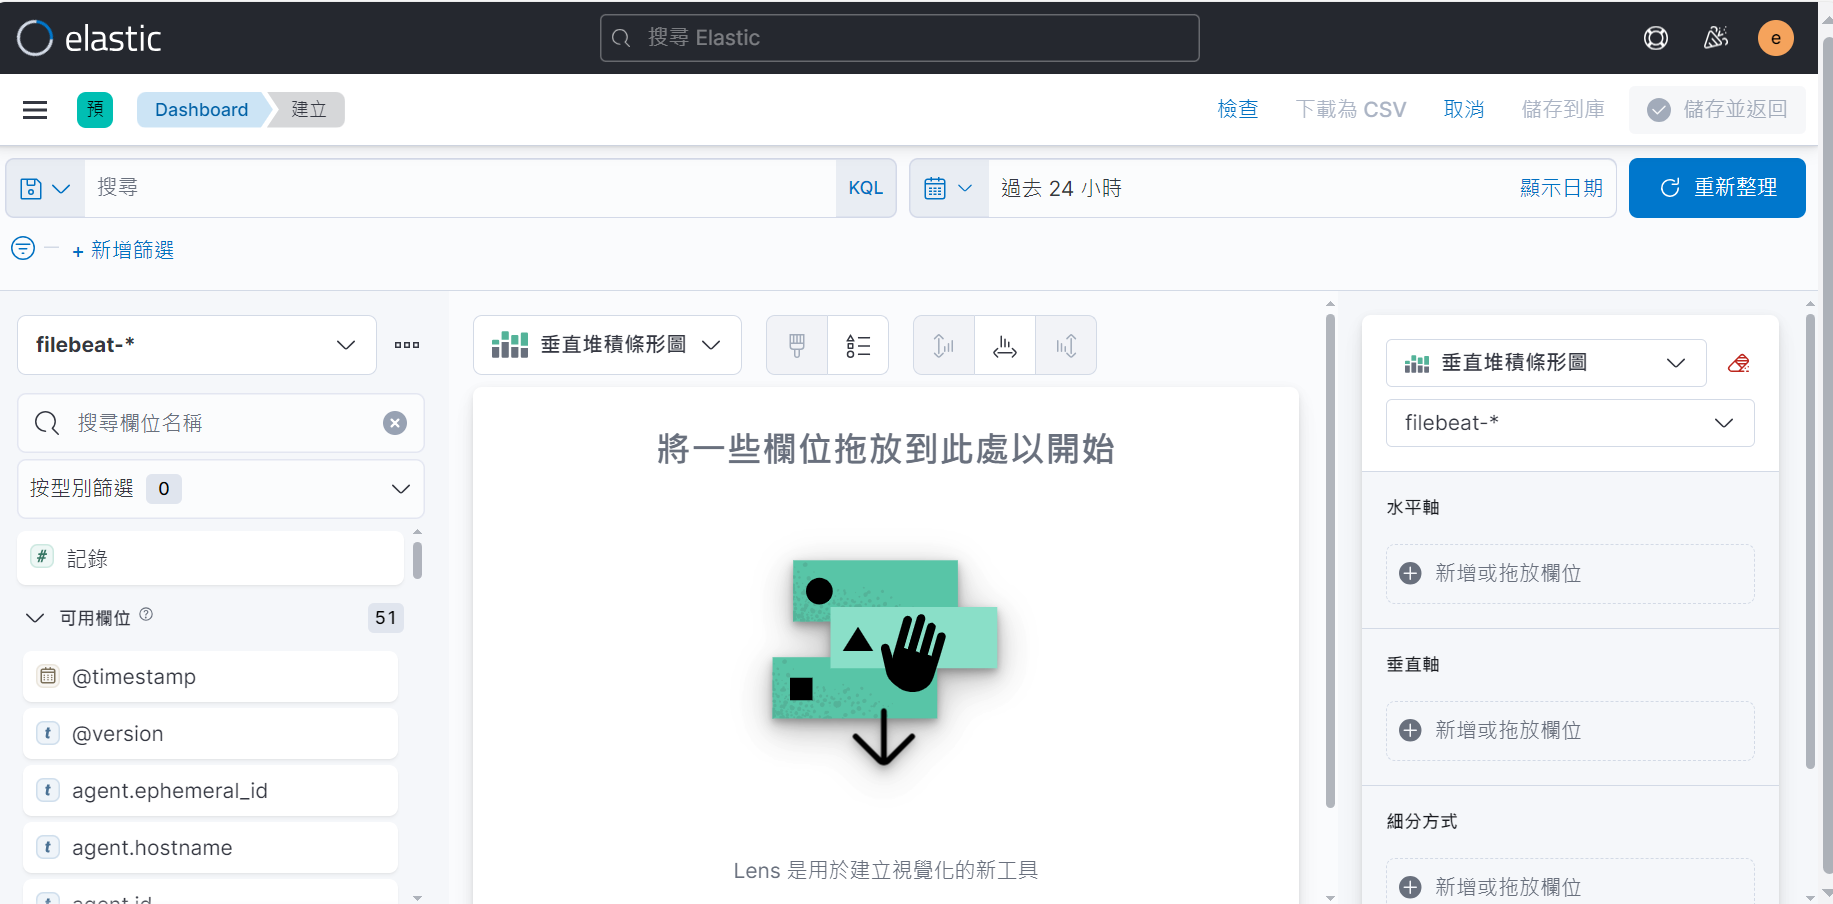 elastic
搜尋 Elastic
e
預
Dashboard
建立
檢查
下載為 CSV
取消
儲存到庫
儲存並返回
搜尋
KQL
過去 24 小時
顯示日期
重新整理
+ 新增篩選
filebeat-*
垂直堆積條形圖
垂直堆積條形圖
搜尋欄位名稱
filebeat-*
將一些欄位拖放到此處以開始
按型別篩選 0
水平軸
# 記錄
新增或拖放欄位
可用欄位 51
垂直軸
@timestamp
t @version
新增或拖放欄位
t agent.ephemeral_id
細分方式
t agent.hostname
Lens 是用於建立視覺化的新工具
新增或拖放欄位
t agent.id